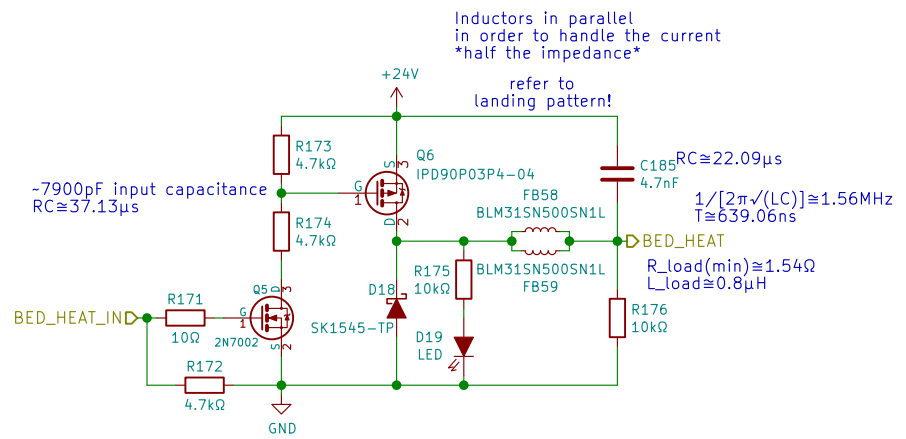 Inductors in parallel
in order to handle the current
*half the impedance*
refer to
landing pattern!
+24V
R173
4.7kΩ
Q6
IPD90P03P4-04
S
3
G
1
D
2
C185
4.7nF
RC≅22.09µs
~7900pF input capacitance
RC≅37.13µs
1/[2π√(LC)]≅1.56MHz
T≅639.06ns
FB58
BLM31SN500SN1L
R174
4.7kΩ
BED_HEAT
BLM31SN500SN1L
FB59
R_load(min)≅1.54Ω
L_load≅0.8µH
R175
10kΩ
D18
SK1545-TP
Q5
D
3
G
1
S
2
2N7002
R171
10Ω
BED_HEAT_IN
R176
10kΩ
D19
LED
R172
4.7kΩ
GND